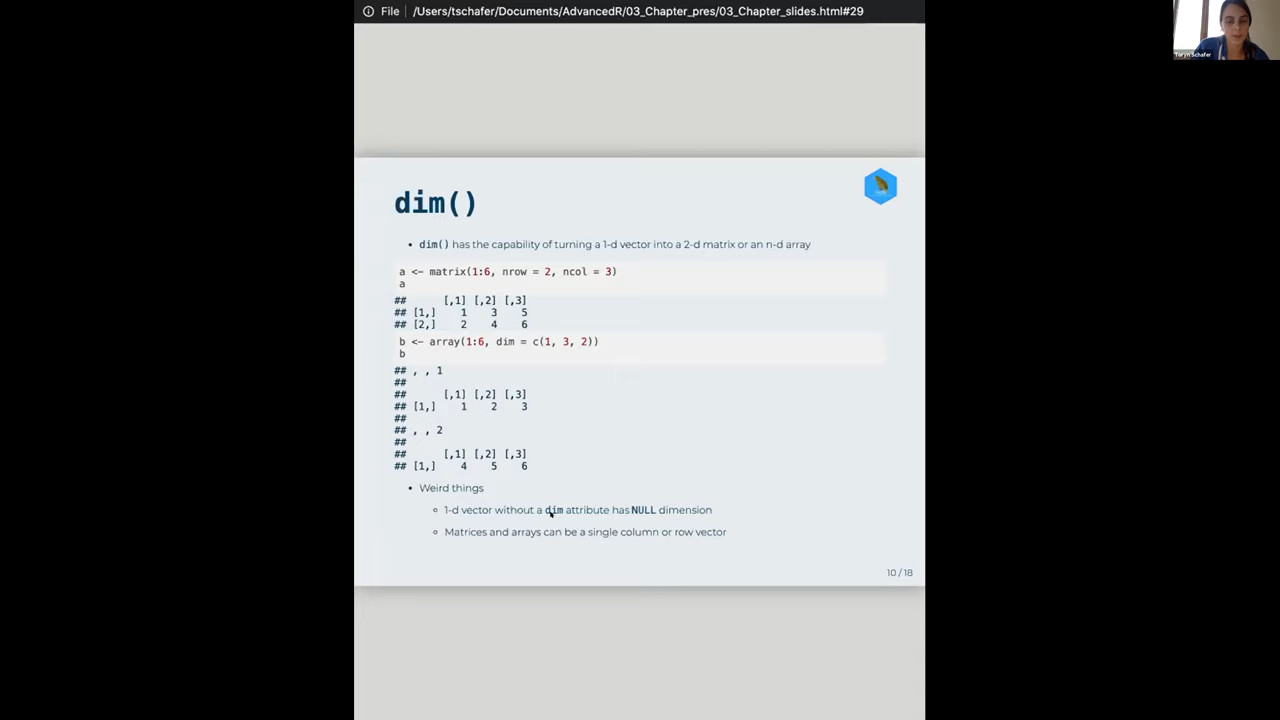 File /Users/tschafer/Documents/AdvancedR/03_Chapter_pres/03_Chapter_slides.html#29
Toryn Schafer
dim()
• dim() has the capability of turning a 1-d vector into a 2-d matrix or an n-d array
a <- matrix(1:6, nrow = 2, ncol = 3)
a
##      [,1] [,2] [,3]
## [1,]    1    3    5
## [2,]    2    4    6
b <- array(1:6, dim = c(1, 3, 2))
b
## , , 1
##
##      [,1] [,2] [,3]
## [1,]    1    2    3
##
## , , 2
##
##      [,1] [,2] [,3]
## [1,]    4    5    6
• Weird things
◦ 1-d vector without a dim attribute has NULL dimension
◦ Matrices and arrays can be a single column or row vector
10 / 18